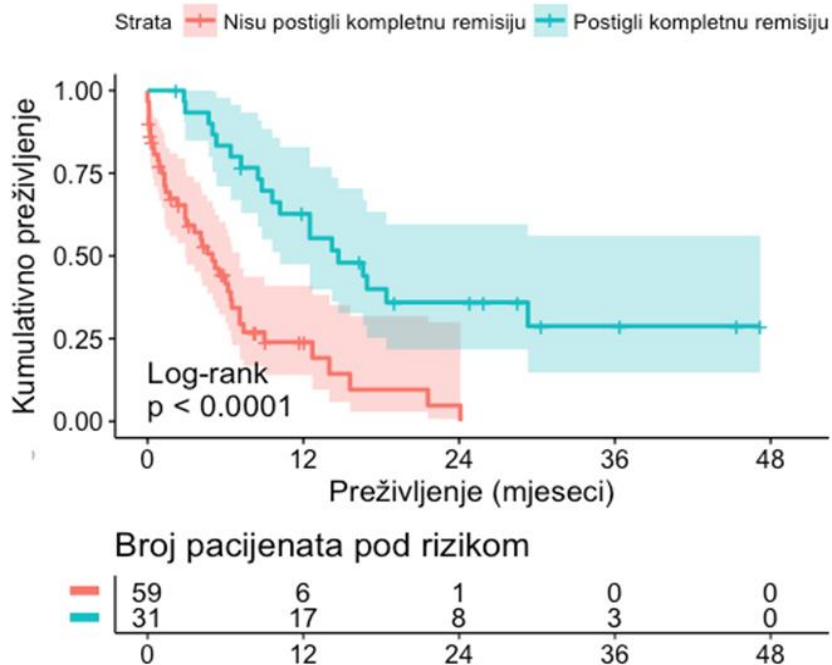 Strata Nisu postigli kompletnu remisiju Postigli kompletnu remisiju
Kumulativno preživljenje
1.00
0.75
0.50
0.25
0.00
Log-rank
p < 0.0001
0 12 24 36 48
Preživljenje (mjeseci)
Broj pacijenata pod rizikom
59 6 1 0 0
31 17 8 3 0
0 12 24 36 48